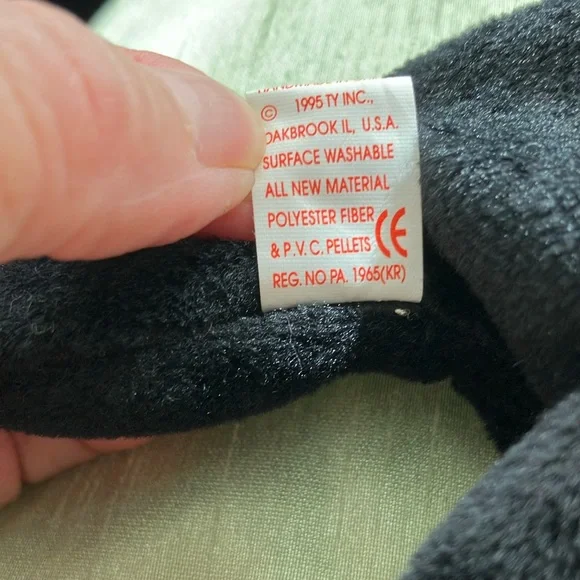 © 1995 TY INC.,
OAKBROOK IL, U.S.A.
SURFACE WASHABLE
ALL NEW MATERIAL
POLYESTER FIBER
& P.V.C. PELLETS CE
REG. NO PA. 1965(KR)